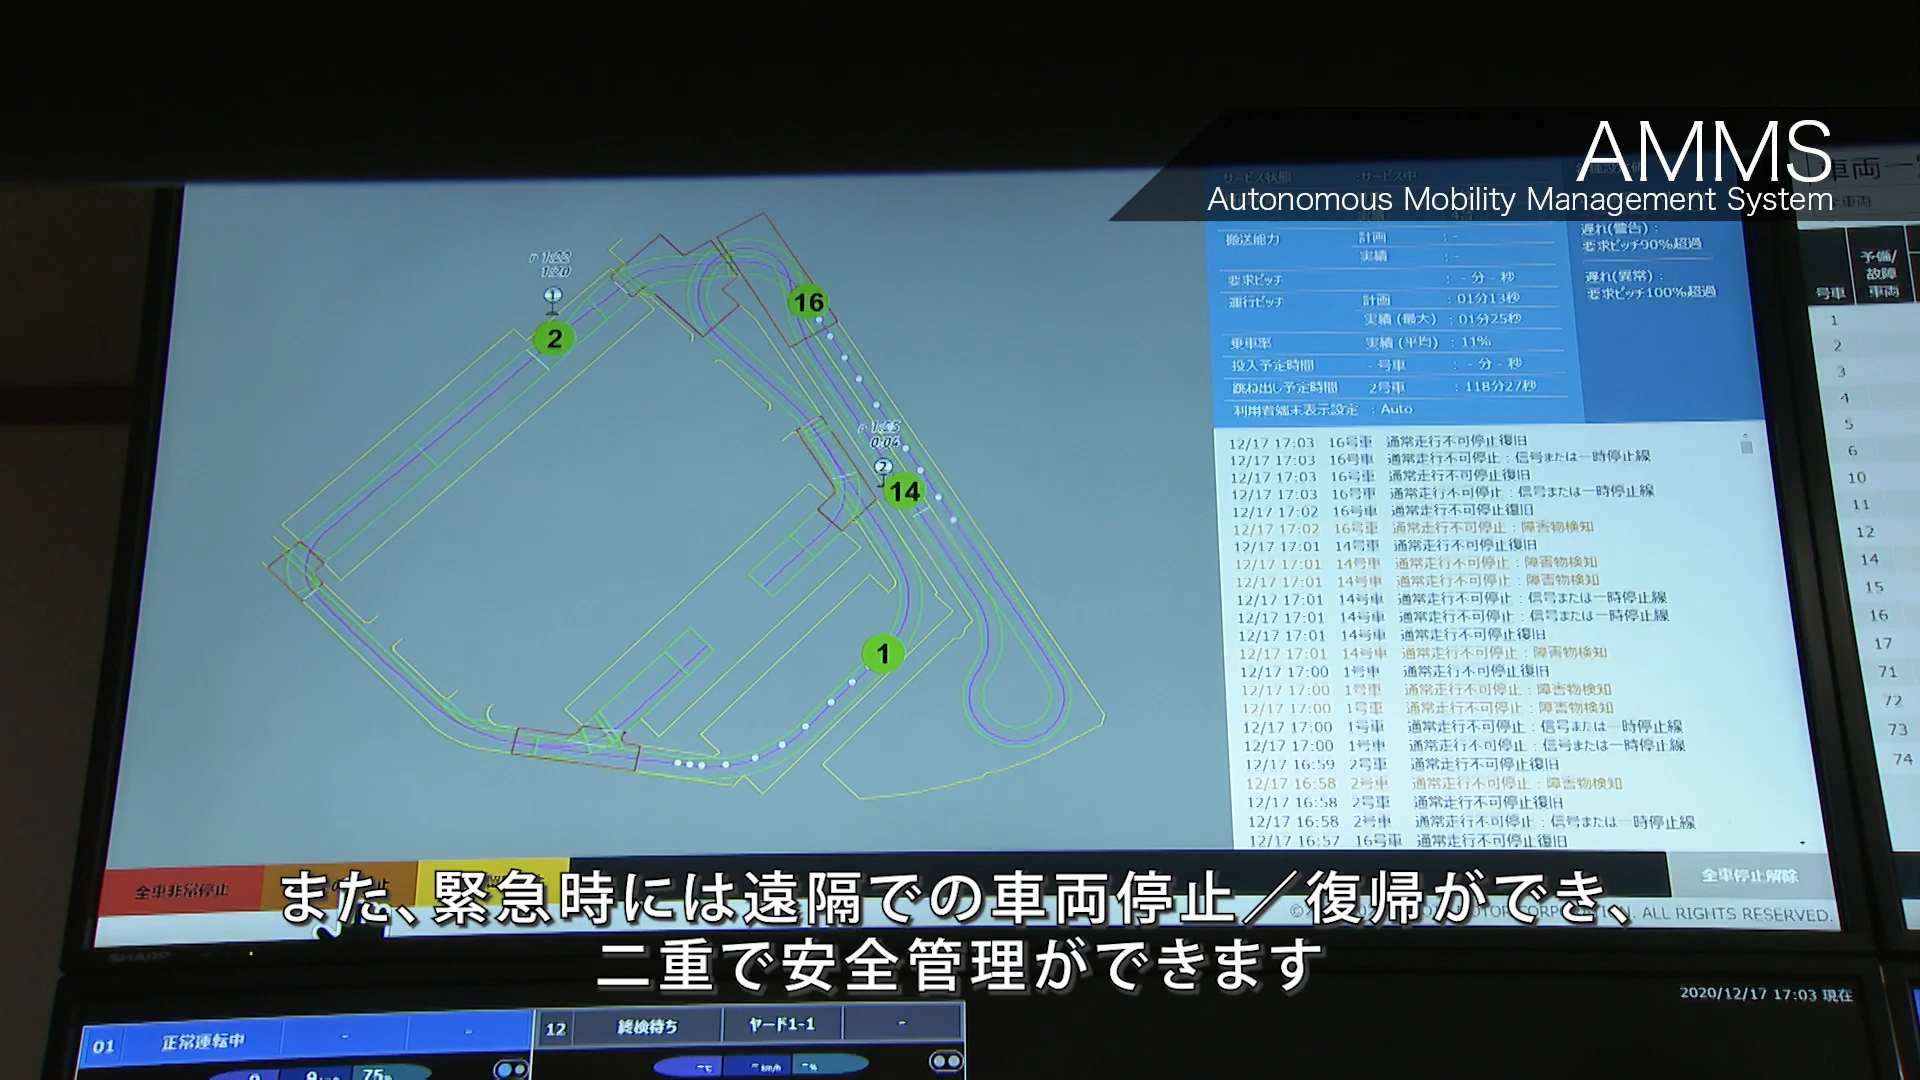 AMMS
Autonomous Mobility Management System
サービス状態 :サービス中
搬送能力 計画 : -
実績 : -
要求ピッチ : - 分 - 秒
運行ピッチ 計画 : 01分13秒
実績 (最大) : 01分25秒
乗車率 実績 (平均) : 11%
投入予定時間 - 号車 : - 分 - 秒
跳ね出し予定時間 2号車 : 118分27秒
利用者端末表示設定 : Auto
遅れ(警告) :
要求ピッチ90%超過
遅れ(異常) :
要求ピッチ100%超過
車両一
号車
予備/
故障
車両
1
2
3
4
5
6
10
11
12
14
15
16
17
71
72
73
74
16
2
1
14
2
1
12/17 17:03 16号車 通常走行不可停止復旧
12/17 17:03 16号車 通常走行不可停止 : 信号または一時停止線
12/17 17:03 16号車 通常走行不可停止復旧
12/17 17:03 16号車 通常走行不可停止 : 信号または一時停止線
12/17 17:02 16号車 通常走行不可停止復旧
12/17 17:02 16号車 通常走行不可停止 : 障害物検知
12/17 17:01 14号車 通常走行不可停止復旧
12/17 17:01 14号車 通常走行不可停止 : 障害物検知
12/17 17:01 14号車 通常走行不可停止 : 障害物検知
12/17 17:01 14号車 通常走行不可停止 : 信号または一時停止線
12/17 17:01 14号車 通常走行不可停止 : 信号または一時停止線
12/17 17:01 14号車 通常走行不可停止復旧
12/17 17:01 14号車 通常走行不可停止 : 障害物検知
12/17 17:00 1号車 通常走行不可停止復旧
12/17 17:00 1号車 通常走行不可停止 : 障害物検知
12/17 17:00 1号車 通常走行不可停止 : 障害物検知
12/17 17:00 1号車 通常走行不可停止 : 信号または一時停止線
12/17 17:00 1号車 通常走行不可停止 : 信号または一時停止線
12/17 16:59 2号車 通常走行不可停止復旧
12/17 16:58 2号車 通常走行不可停止 : 障害物検知
12/17 16:58 2号車 通常走行不可停止復旧
12/17 16:58 2号車 通常走行不可停止 : 信号または一時停止線
12/17 16:57 16号車 通常走行不可停止復旧
全車非常停止
全車停止解除
また、緊急時には遠隔での車両停止／復帰ができ、
二重で安全管理ができます
MOTOR CORPORATION. ALL RIGHTS RESERVED.
SHARP
2020/12/17 17:03 現在
01 正常運転中 - -
12 終検待ち ヤード1-1 -
75%
-℃ -km/h -%